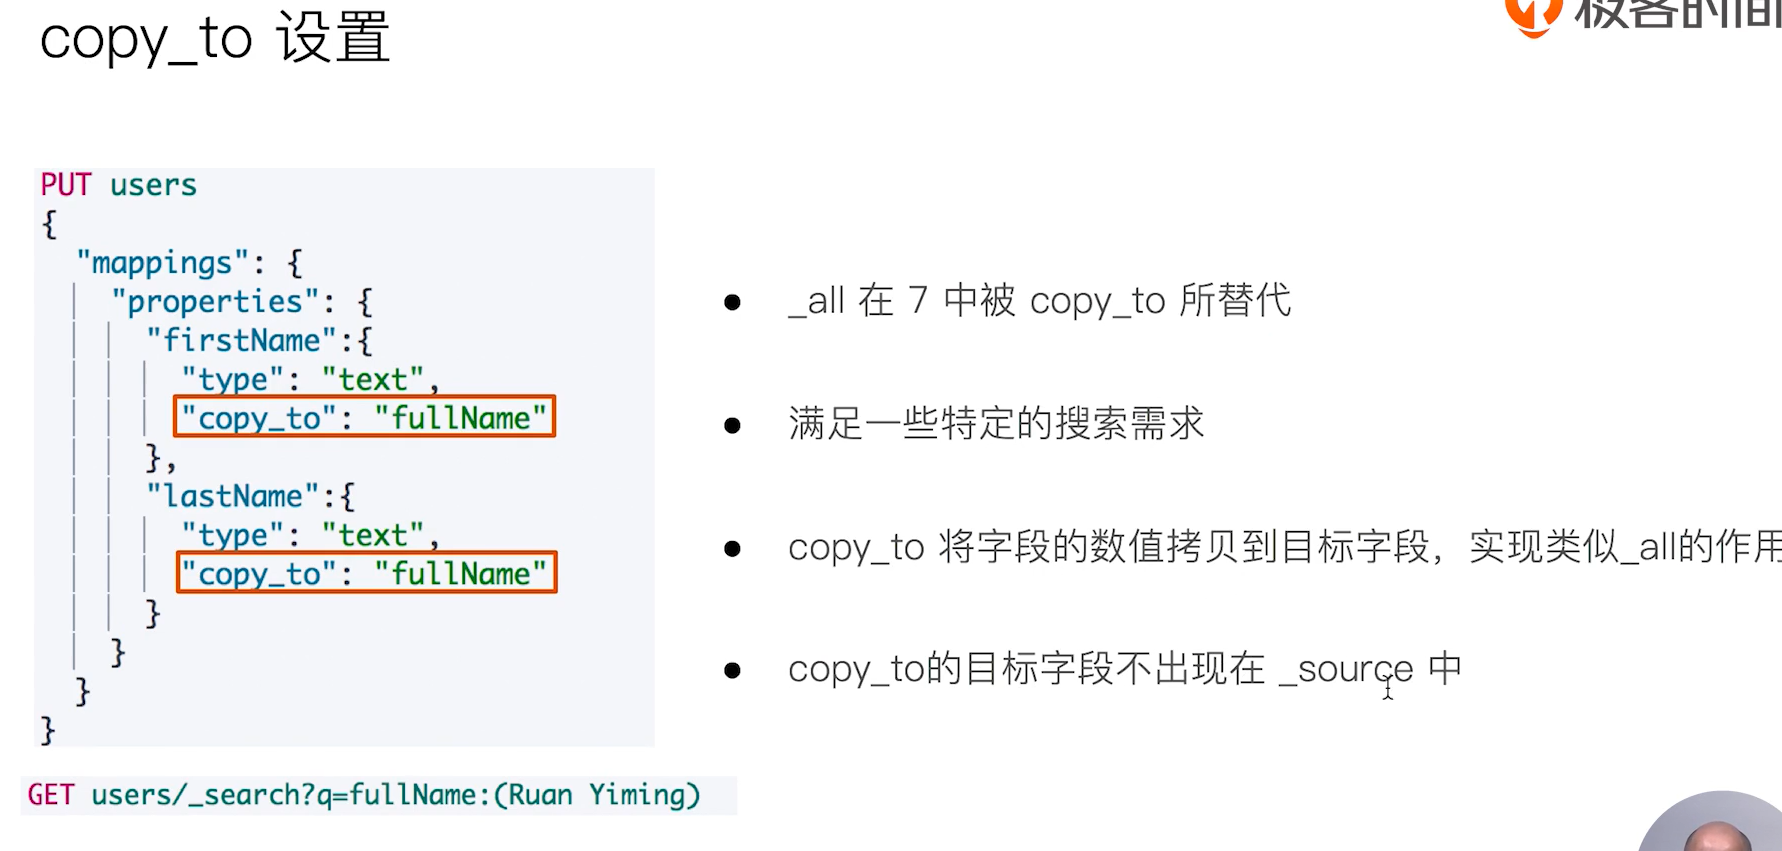 copy_to 设置
极客时间
PUT users
{
"mappings": {
"properties": {
"firstName":{
"type": "text",
"copy_to": "fullName"
},
"lastName":{
"type": "text",
"copy_to": "fullName"
}
}
}
}
GET users/_search?q=fullName:(Ruan Yiming)
● _all 在 7 中被 copy_to 所替代
● 满足一些特定的搜索需求
● copy_to 将字段的数值拷贝到目标字段，实现类似_all的作用
● copy_to的目标字段不出现在 _source 中